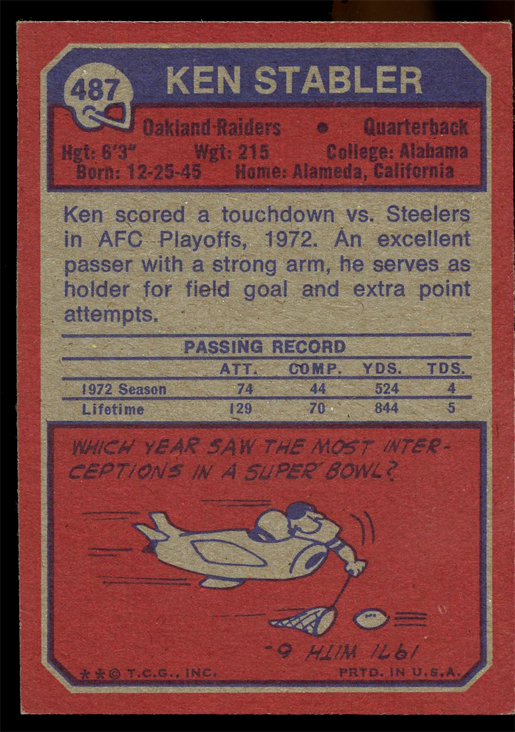 487 KEN STABLER
Oakland Raiders • Quarterback
Hgt: 6'3" Wgt: 215 College: Alabama
Born: 12-25-45 Home: Alameda, California
Ken scored a touchdown vs. Steelers
in AFC Playoffs, 1972. An excellent
passer with a strong arm, he serves as
holder for field goal and extra point
attempts.
PASSING RECORD
ATT. COMP. YDS. TDS.
1972 Season 74 44 524 4
Lifetime 129 70 844 5
WHICH YEAR SAW THE MOST INTER-
CEPTIONS IN A SUPER BOWL?
1971 WITH 9-
**© T.C.G., INC. PRTD. IN U.S.A.